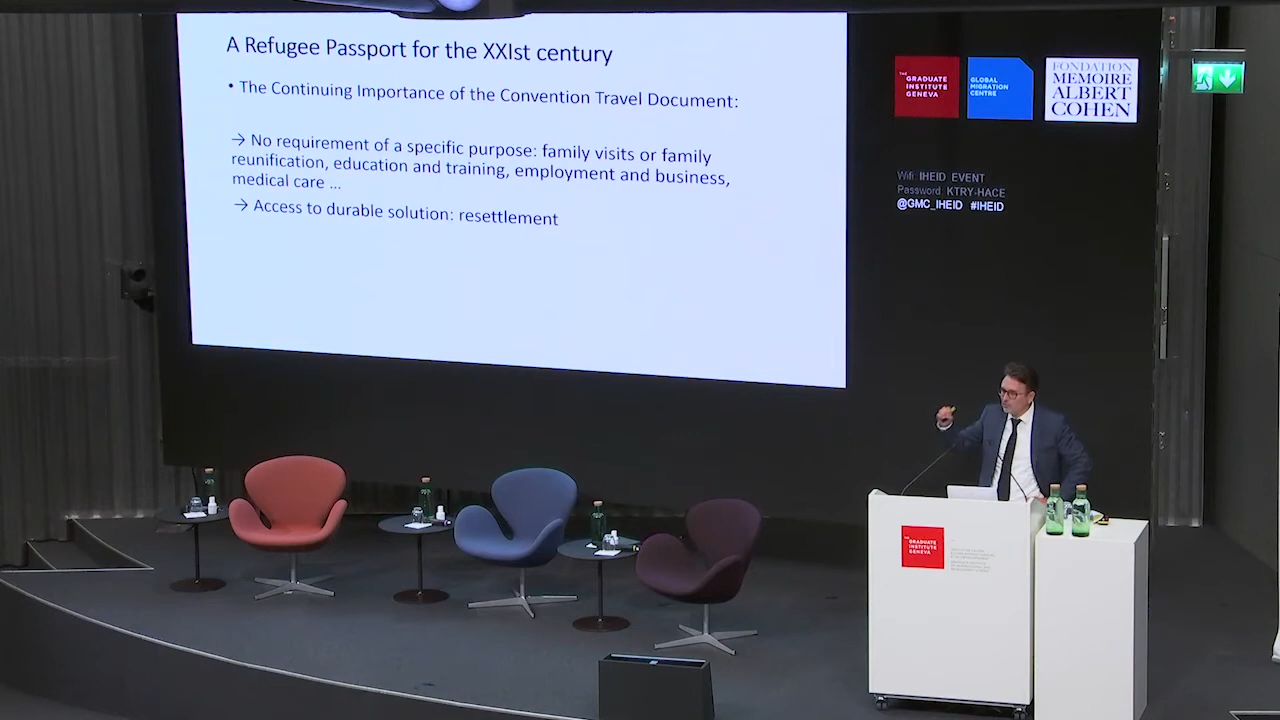 A Refugee Passport for the XXIst century
• The Continuing Importance of the Convention Travel Document:
→ No requirement of a specific purpose: family visits or family
reunification, education and training, employment and business,
medical care ...
→ Access to durable solution: resettlement
THE
GRADUATE
INSTITUTE
GENEVA
GLOBAL
MIGRATION
CENTRE
FONDATION
MEMOIRE
ALBERT
COHEN
Wifi: IHEID_EVENT
Password: KTRY-HACE
@GMC_IHEID #IHEID
THE
GRADUATE
INSTITUTE
GENEVA